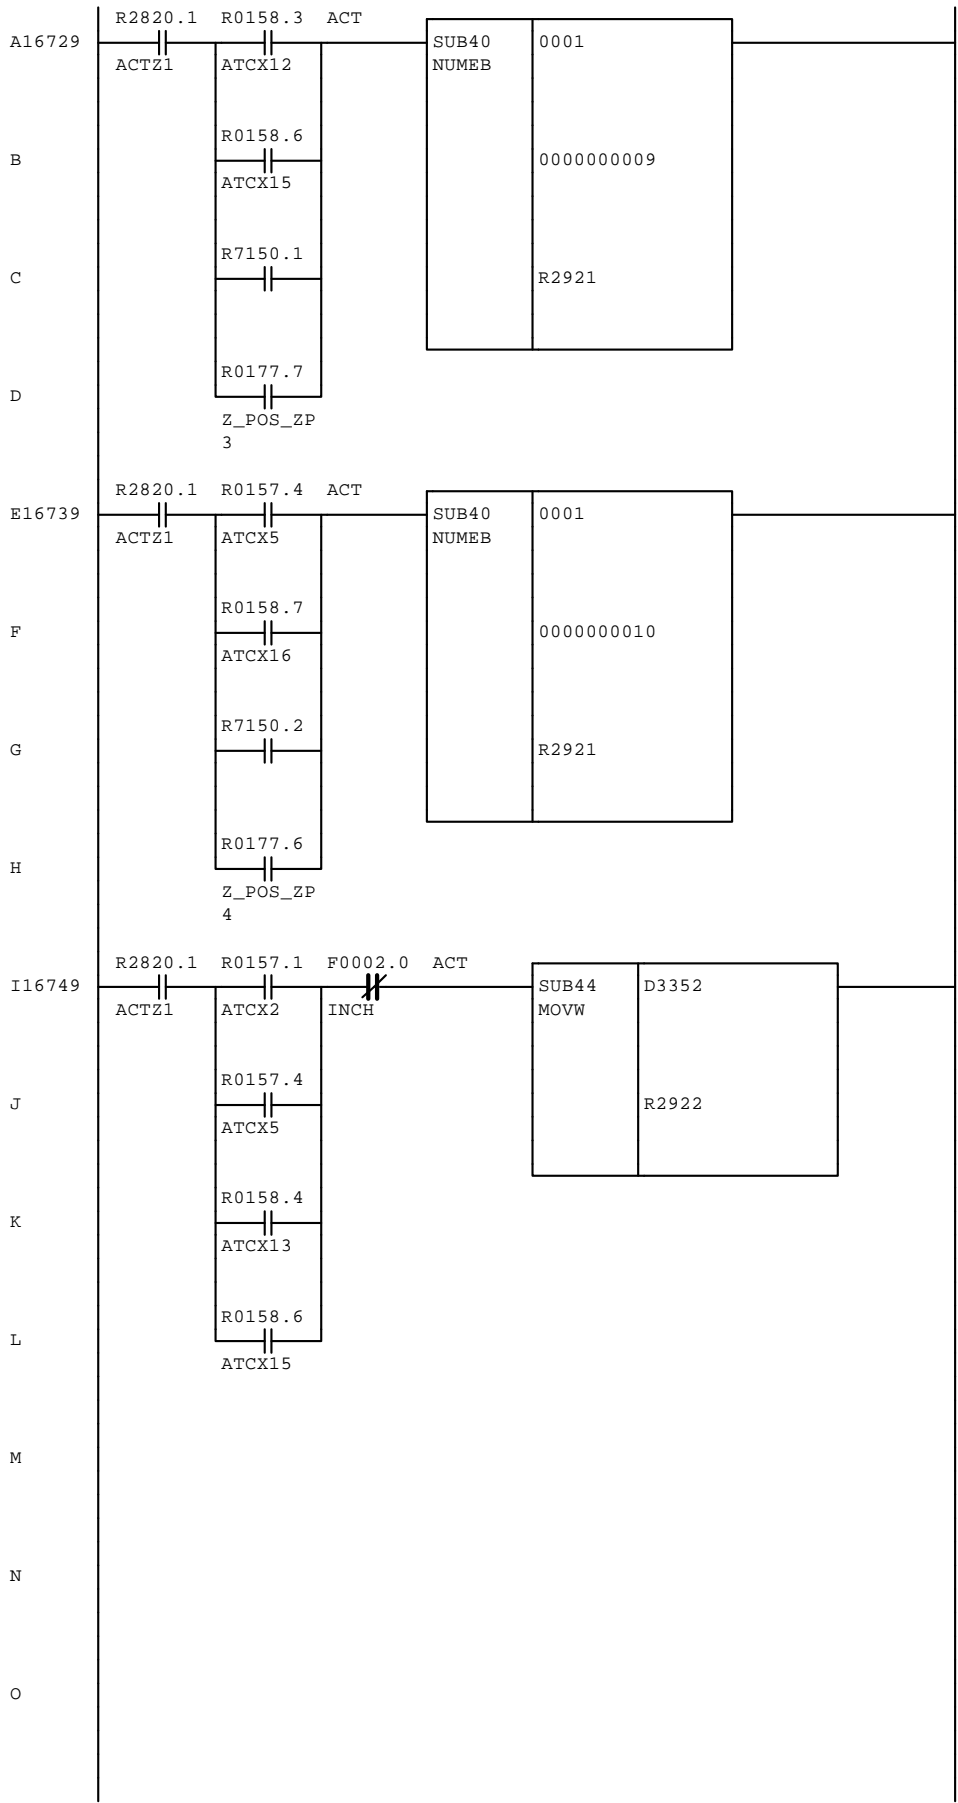 R2820.1 R0158.3 ACT
A16729 SUB40 0001
ACTZ1 ATCX12 NUMEB
R0158.6
B 0000000009
ATCX15
R7150.1
C R2921
R0177.7
D
Z_POS_ZP
3
R2820.1 R0157.4 ACT
E16739 SUB40 0001
ACTZ1 ATCX5 NUMEB
R0158.7
F 0000000010
ATCX16
R7150.2
G R2921
R0177.6
H
Z_POS_ZP
4
R2820.1 R0157.1 F0002.0 ACT
I16749 SUB44 D3352
ACTZ1 ATCX2 INCH MOVW
R0157.4
J R2922
ATCX5
R0158.4
K
ATCX13
R0158.6
L
ATCX15
M
N
O